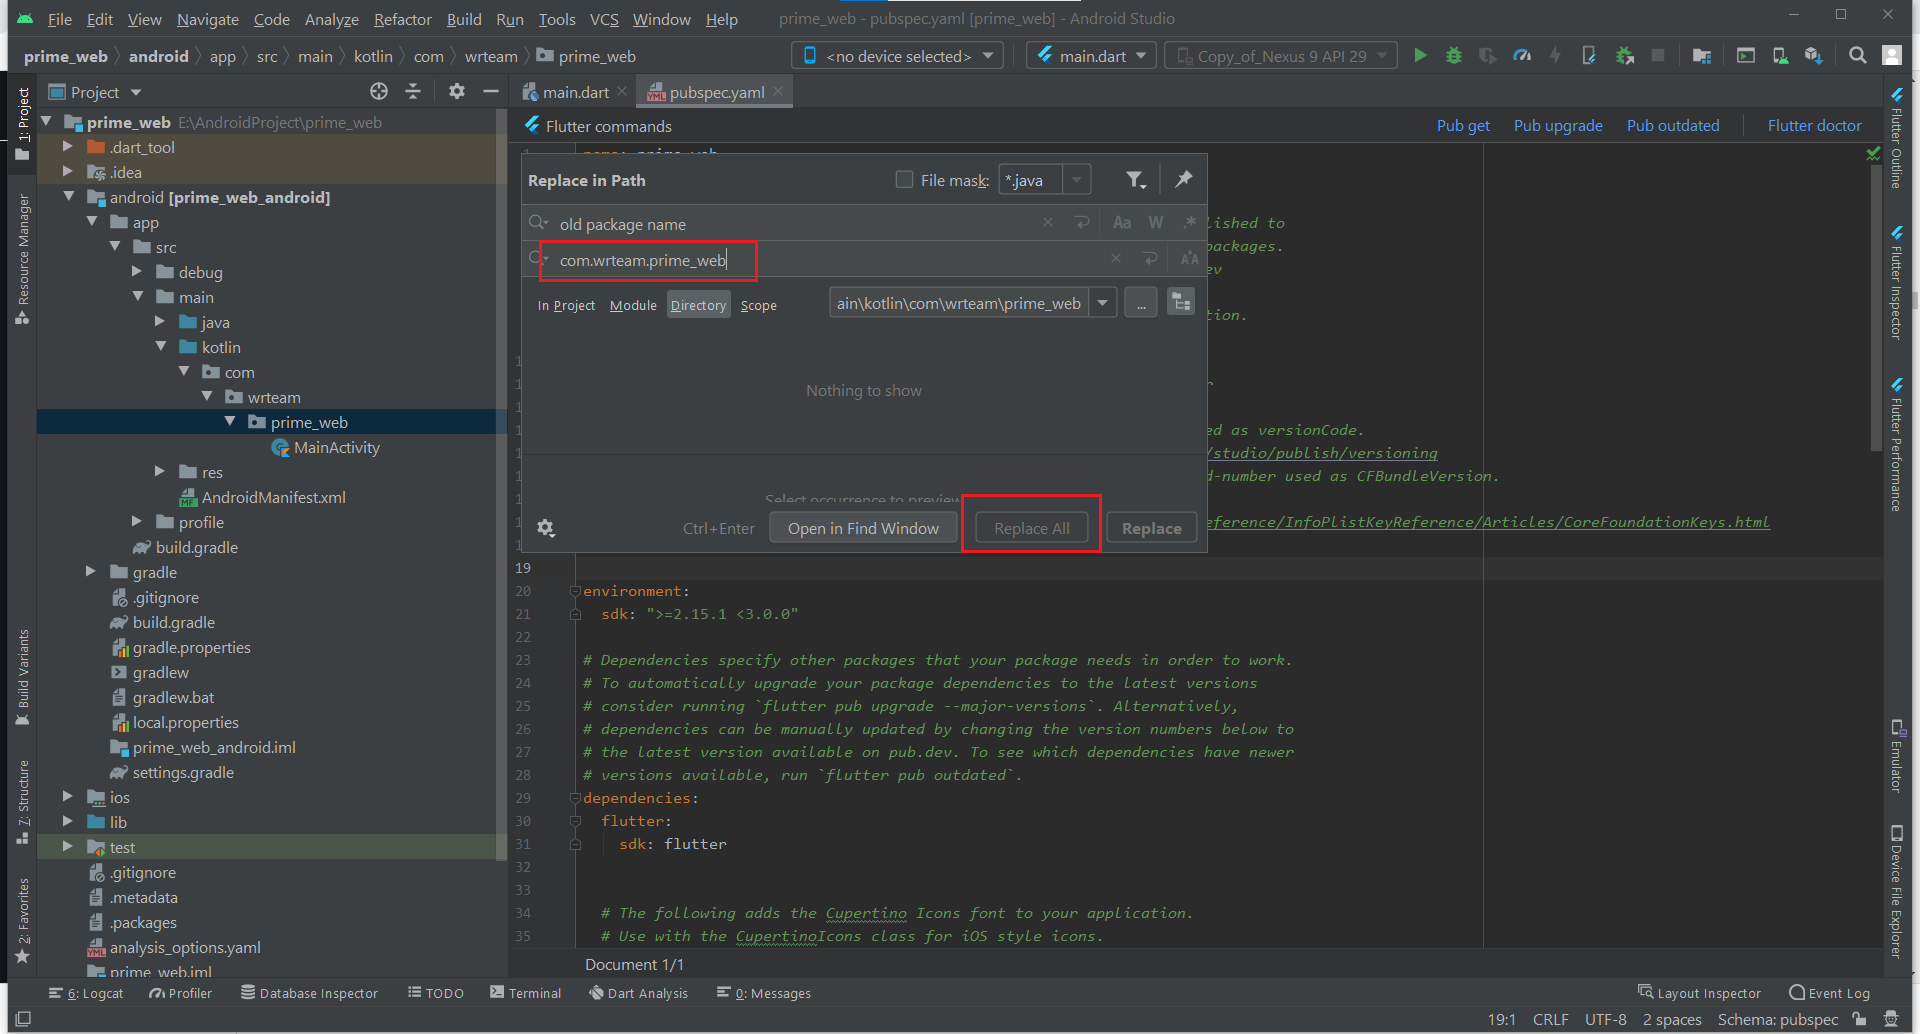 File Edit View Navigate Code Analyze Refactor Build Run Tools VCS Window Help prime_web - pubspec.yaml [prime_web] - Android Studio
prime_web android app src main kotlin com wrteam prime_web <no device selected> main.dart Copy_of_Nexus 9 API 29
Project main.dart pubspec.yaml
1: Project
Resource Manager
Build Variants
7: Structure
2: Favorites
prime_web E:\AndroidProject\prime_web
.dart_tool
.idea
android [prime_web_android]
app
src
debug
main
java
kotlin
com
wrteam
prime_web
MainActivity
res
AndroidManifest.xml
profile
build.gradle
gradle
.gitignore
build.gradle
gradle.properties
gradlew
gradlew.bat
local.properties
prime_web_android.iml
settings.gradle
ios
lib
test
.gitignore
.metadata
.packages
analysis_options.yaml
prime_web.iml
Flutter commands Pub get Pub upgrade Pub outdated Flutter doctor
Replace in Path File mask: *.java
old package name Aa W .*
com.wrteam.prime_web
In Project Module Directory Scope ain\kotlin\com\wrteam\prime_web ...
Nothing to show
Select occurrence to preview
Ctrl+Enter Open in Find Window Replace All Replace
lished to
packages.
ev
tion.
r
ed as versionCode.
/studio/publish/versioning
d-number used as CFBundleVersion.
eference/InfoPlistKeyReference/Articles/CoreFoundationKeys.html
19
20 environment:
21 sdk: ">=2.15.1 <3.0.0"
22
23 # Dependencies specify other packages that your package needs in order to work.
24 # To automatically upgrade your package dependencies to the latest versions
25 # consider running `flutter pub upgrade --major-versions`. Alternatively,
26 # dependencies can be manually updated by changing the version numbers below to
27 # the latest version available on pub.dev. To see which dependencies have newer
28 # versions available, run `flutter pub outdated`.
29 dependencies:
30 flutter:
31 sdk: flutter
32
33
34 # The following adds the Cupertino Icons font to your application.
35 # Use with the CupertinoIcons class for iOS style icons.
Document 1/1
Flutter Outline
Flutter Inspector
Flutter Performance
Emulator
Device File Explorer
6: Logcat Profiler Database Inspector TODO Terminal Dart Analysis 0: Messages Layout Inspector Event Log
19:1 CRLF UTF-8 2 spaces Schema: pubspec